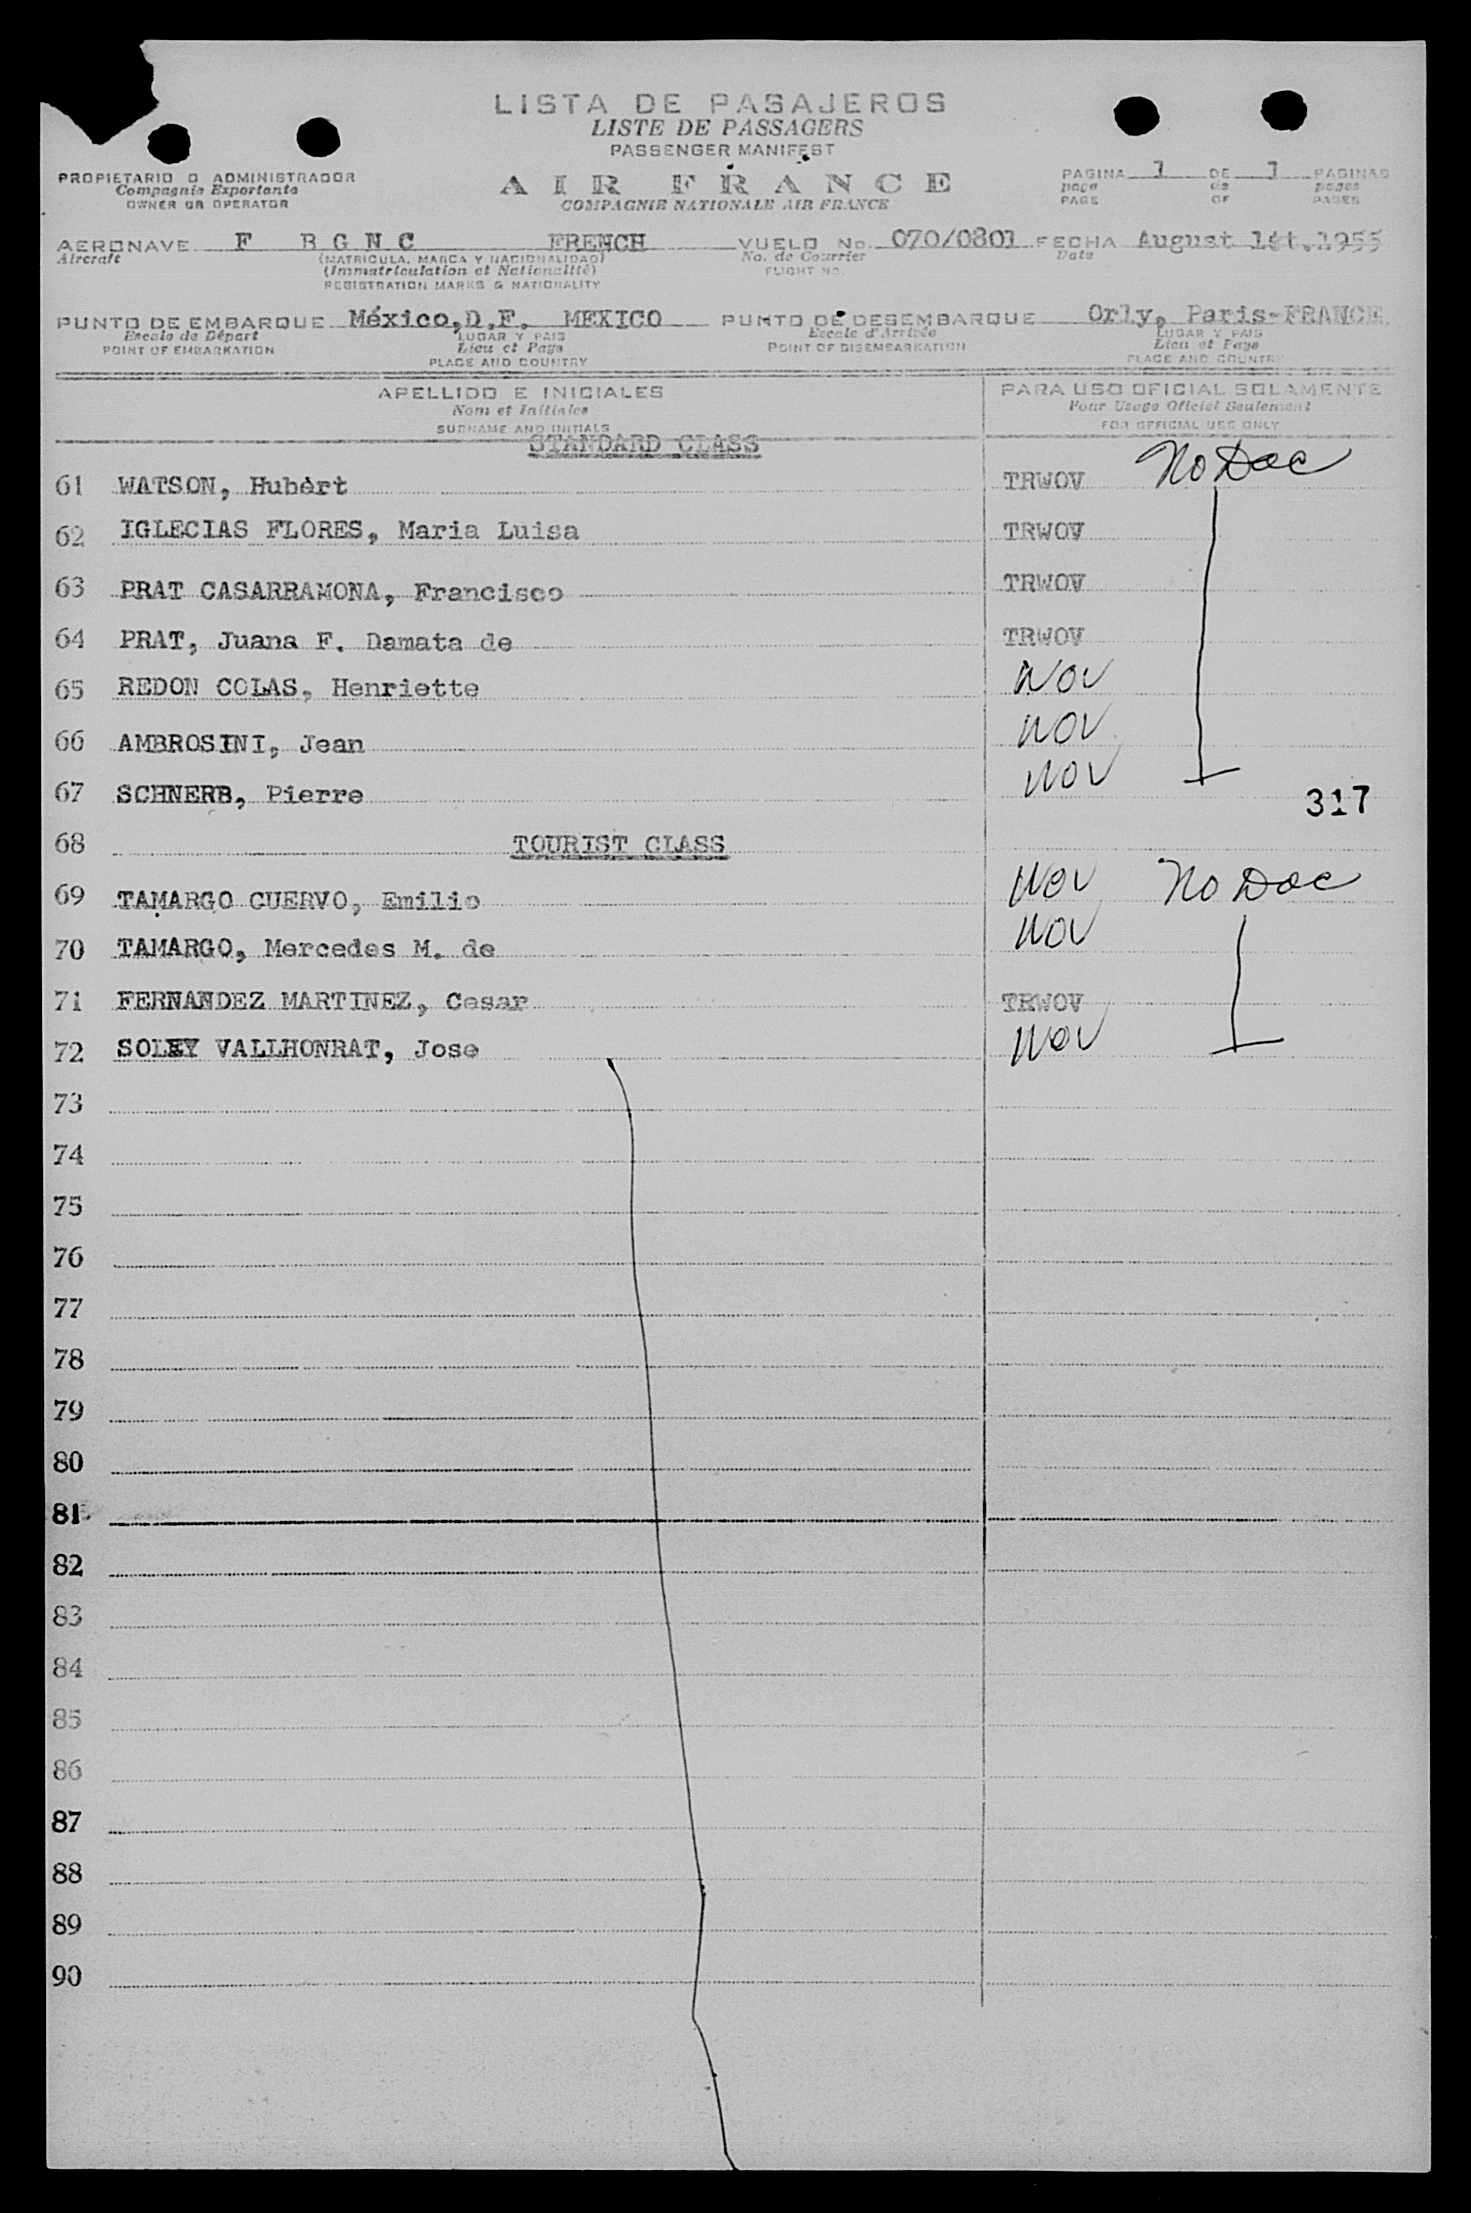 LISTA DE PASAJEROS
LISTE DE PASSAGERS
PASSENGER MANIFEST
PROPIETARIO O ADMINISTRADOR
Compagnie Exportante
OWNER OR OPERATOR
AIR FRANCE
COMPAGNIE NATIONALE AIR FRANCE
PAGINA 1 DE 1 PAGINAS
page de pages
PAGE OF PAGES
AERONAVE F B G N C FRENCH VUELO No. 070/0801 FECHA August 1st,1955
Aircraft (MATRICULA, MARCA Y NACIONALIDAD) No. de Courrier Date
(Immatriculation et Nationalité) FLIGHT NO.
REGISTRATION MARKS & NATIONALITY
PUNTO DE EMBARQUE México,D.F. MEXICO PUNTO DE DESEMBARQUE Orly, Paris-FRANCE
Escale de Départ LUGAR Y PAIS Escale d'Arrivée LUGAR Y PAIS
POINT OF EMBARKATION Lieu et Pays POINT OF DISEMBARKATION Lieu et Pays
PLACE AND COUNTRY PLACE AND COUNTRY
APELLIDO E INICIALES PARA USO OFICIAL SOLAMENTE
Nom et Initiales Pour Usage Officiel Seulement
SURNAME AND INITIALS FOR OFFICIAL USE ONLY
STANDARD CLASS
61 WATSON, Hubert TRWOV No Doc
62 IGLECIAS FLORES, Maria Luisa TRWOV
63 PRAT CASARRAMONA, Francisco TRWOV
64 PRAT, Juana F. Damata de TRWOV
65 REDON COLAS, Henriette WOV
66 AMBROSINI, Jean WOV
67 SCHNERB, Pierre WOV
317
68 TOURIST CLASS
69 TAMARGO CUERVO, Emilio WOV No Doc
70 TAMARGO, Mercedes M. de WOV
71 FERNANDEZ MARTINEZ, Cesar TRWOV
72 SOLEY VALLHONRAT, Jose WOV
73
74
75
76
77
78
79
80
81
82
83
84
85
86
87
88
89
90